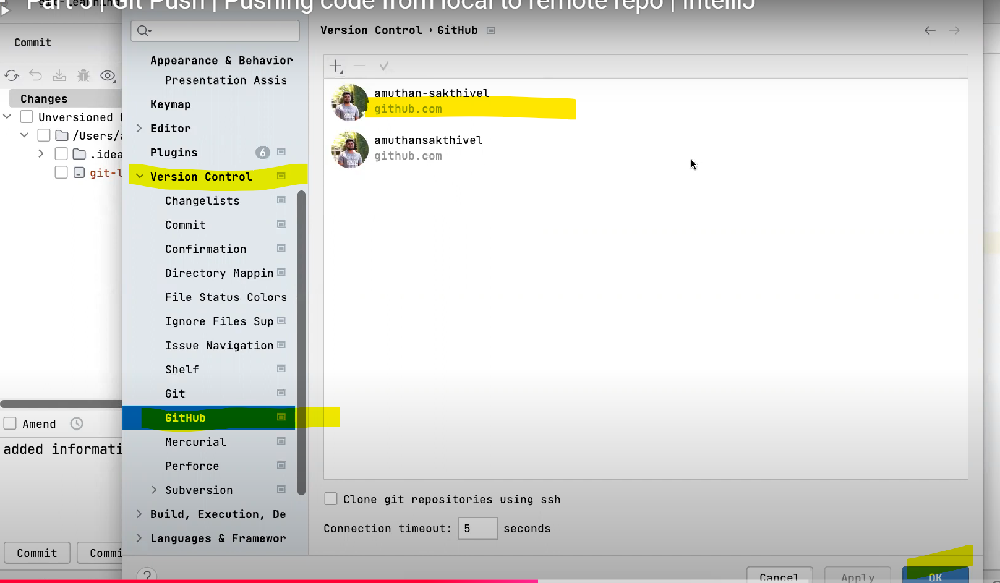 Part 5 | Git Push | Pushing code from local to remote repo | IntelliJ
git-learning
Commit
Changes
Unversioned
/Users/
.idea
git-l
Amend
added informati
Commit
Commi
Appearance & Behavior
Presentation Assis
Keymap
Editor
Plugins 6
Version Control
Changelists
Commit
Confirmation
Directory Mappin
File Status Colors
Ignore Files Sup
Issue Navigation
Shelf
Git
GitHub
Mercurial
Perforce
Subversion
Build, Execution, De
Languages & Framewor
?
Version Control › GitHub
amuthan-sakthivel
github.com
amuthansakthivel
github.com
Clone git repositories using ssh
Connection timeout: 5 seconds
Cancel
Apply
OK